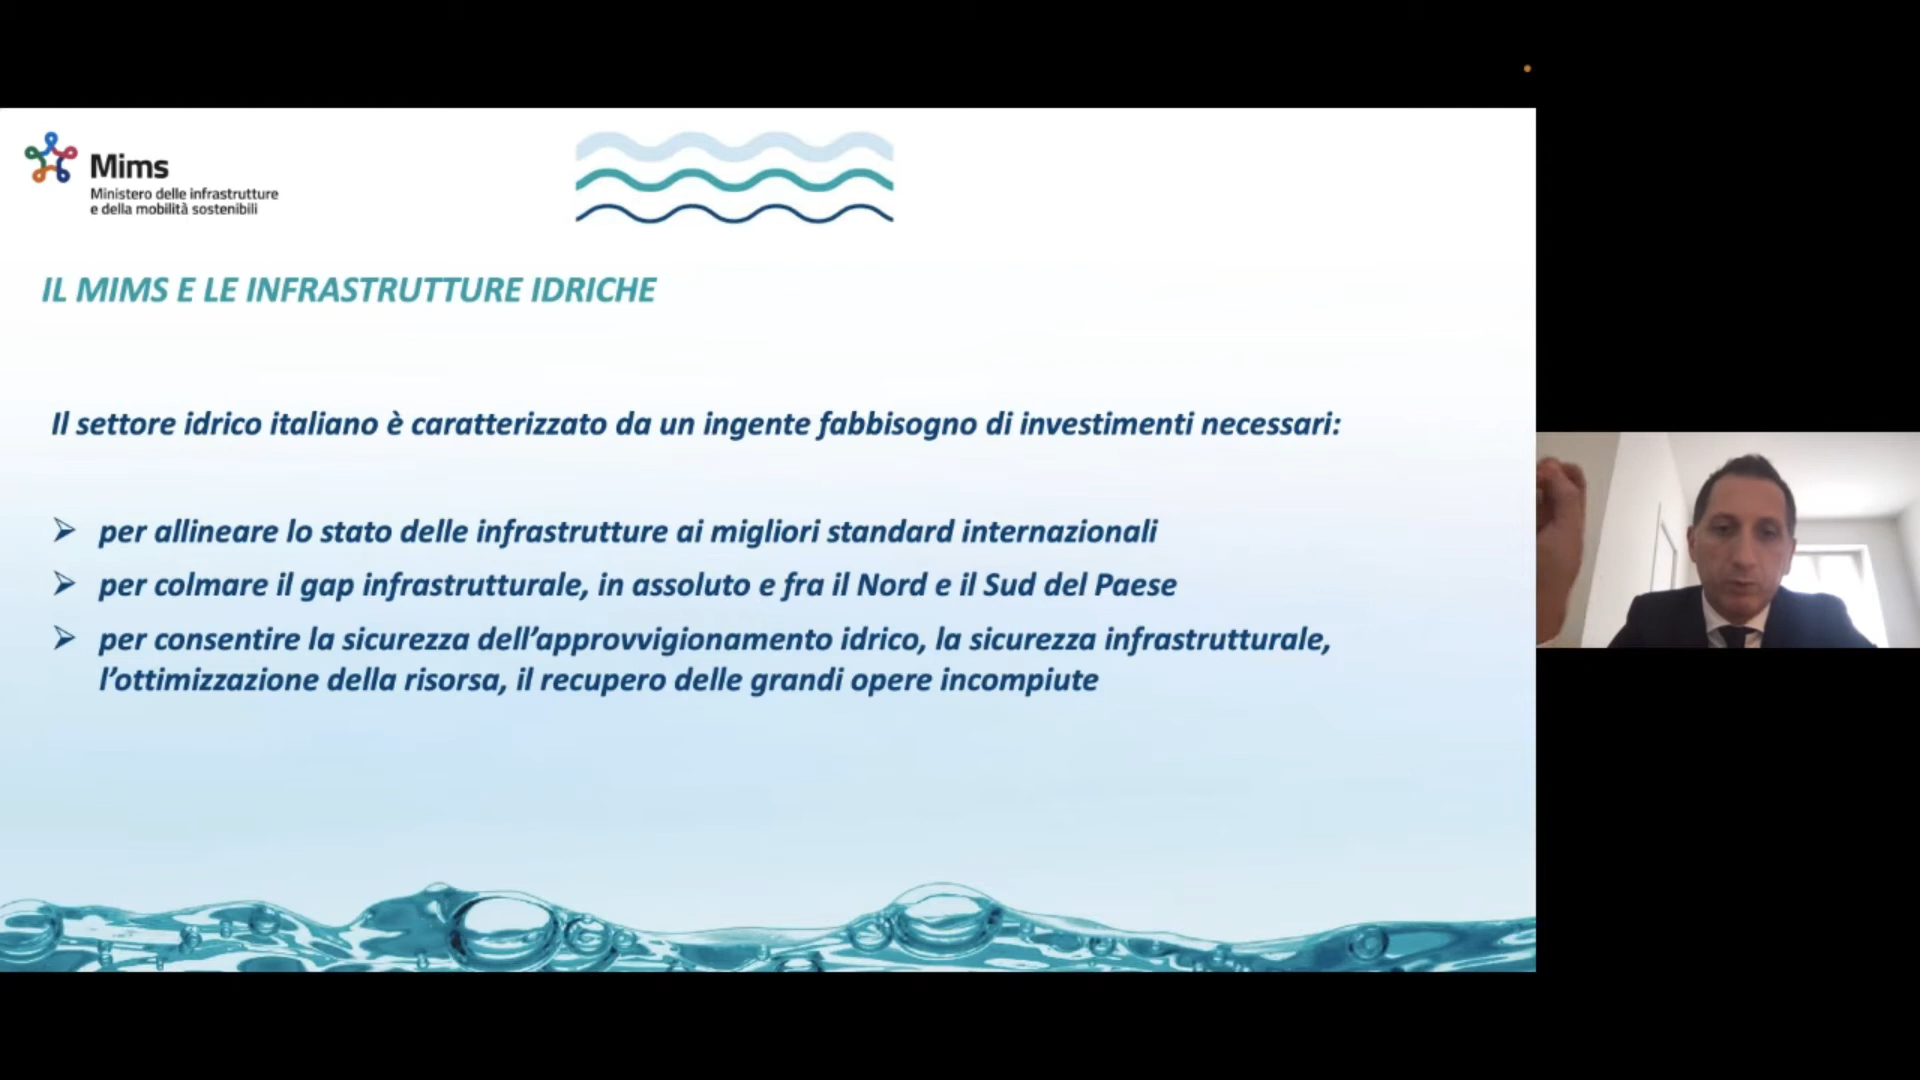 Mims
Ministero delle infrastrutture
e della mobilità sostenibili
IL MIMS E LE INFRASTRUTTURE IDRICHE
Il settore idrico italiano è caratterizzato da un ingente fabbisogno di investimenti necessari:
per allineare lo stato delle infrastrutture ai migliori standard internazionali
per colmare il gap infrastrutturale, in assoluto e fra il Nord e il Sud del Paese
per consentire la sicurezza dell’approvvigionamento idrico, la sicurezza infrastrutturale,
l’ottimizzazione della risorsa, il recupero delle grandi opere incompiute